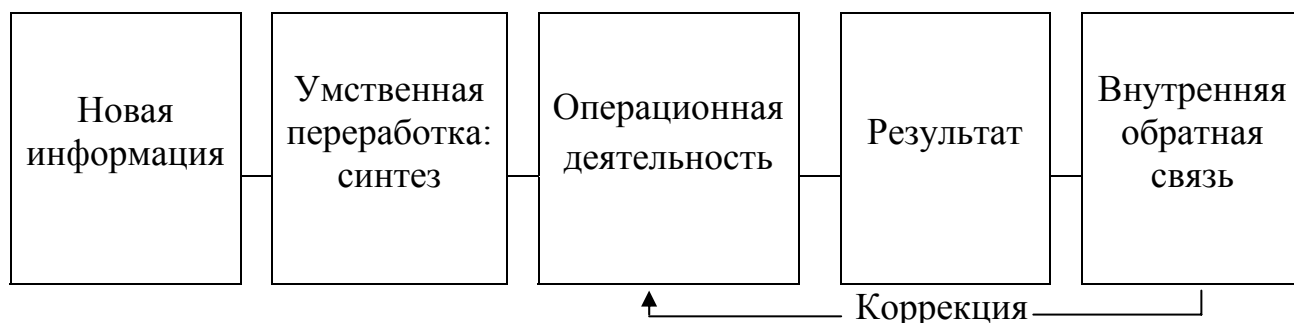 Новая
информация
Умственная
переработка:
синтез
Операционная
деятельность
Результат
Внутренняя
обратная
связь
Коррекция